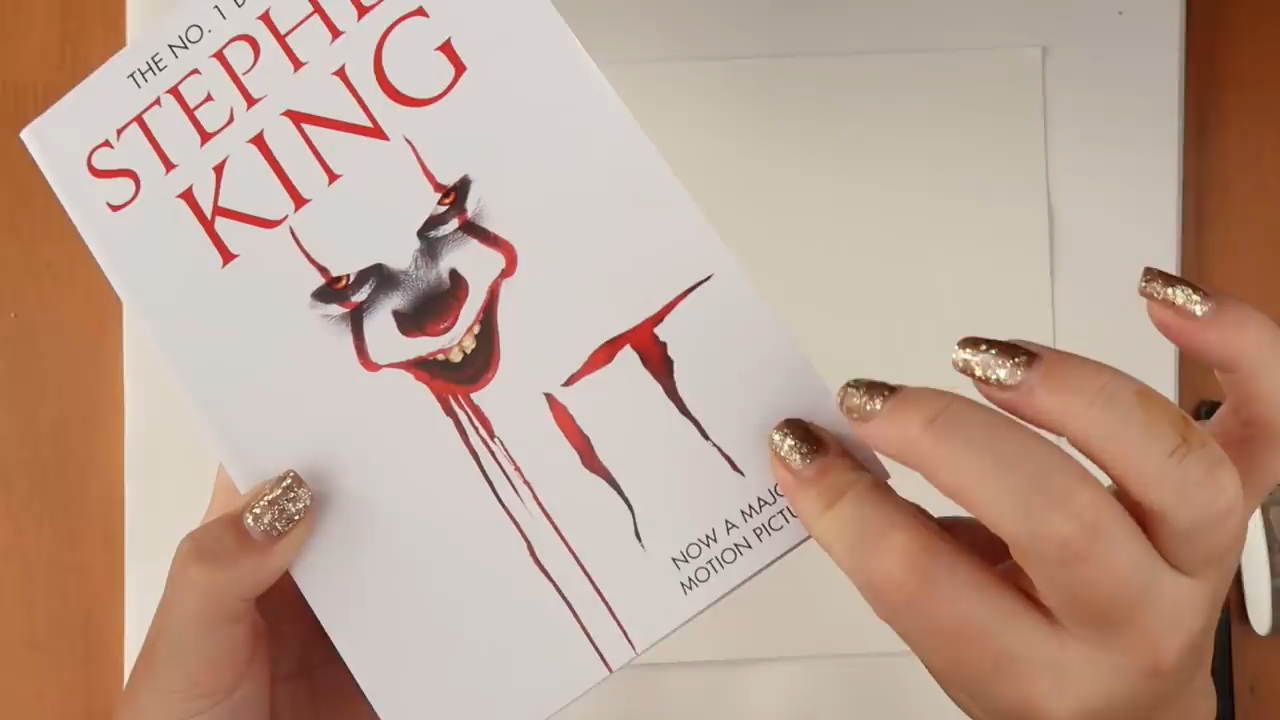 THE NO. 1
STEPHE
KING
IT
NOW A MAJO
MOTION PICTU